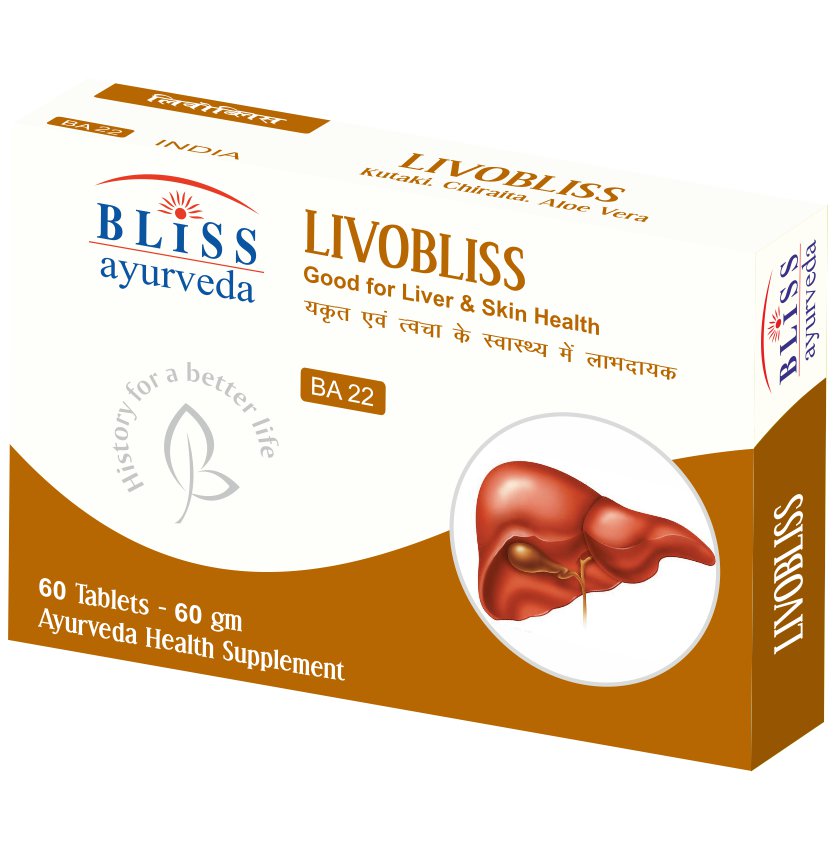 लिवोब्लिस
BA 22
INDIA
LIVOBLISS
Kutaki. Chiraita. Aloe Vera
BLiSS
ayurveda
LIVOBLISS
Good for Liver & Skin Health
यकृत एवं त्वचा के स्वास्थ्य में लाभदायक
BA 22
History for a better life
60 Tablets - 60 gm
Ayurveda Health Supplement
BLiSS
ayurveda
LIVOBLISS